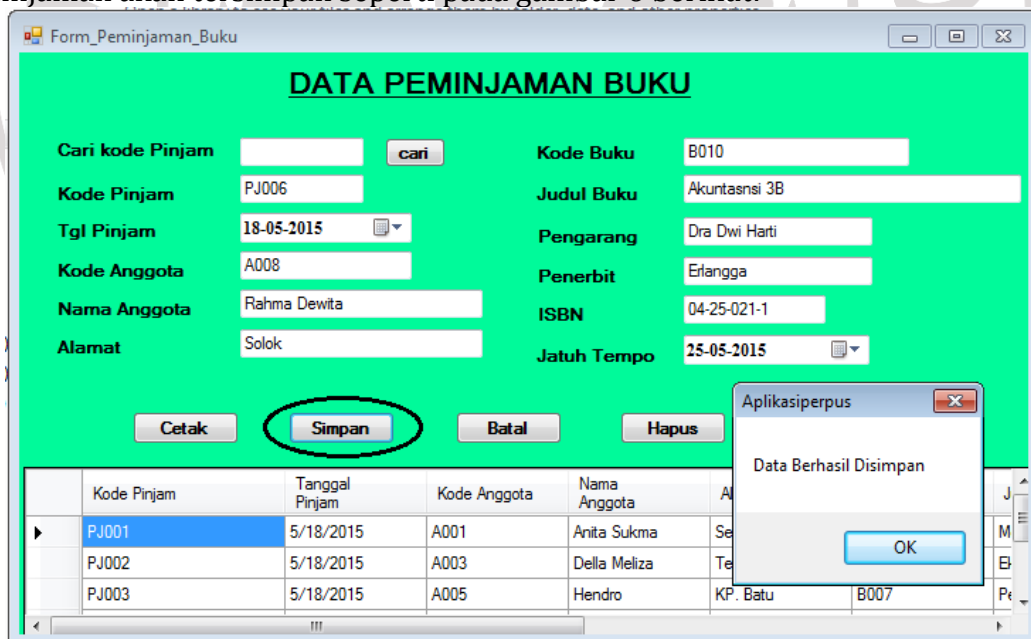 Form_Peminjaman_Buku
DATA PEMINJAMAN BUKU
Cari kode Pinjam cari
Kode Pinjam PJ006
Tgl Pinjam 18-05-2015
Kode Anggota A008
Nama Anggota Rahma Dewita
Alamat Solok
Kode Buku B010
Judul Buku Akuntasnsi 3B
Pengarang Dra Dwi Harti
Penerbit Erlangga
ISBN 04-25-021-1
Jatuh Tempo 25-05-2015
Cetak Simpan Batal Hapus
Aplikasiperpus
Data Berhasil Disimpan
OK
Kode Pinjam Tanggal Pinjam Kode Anggota Nama Anggota
PJ001 5/18/2015 A001 Anita Sukma
PJ002 5/18/2015 A003 Della Meliza
PJ003 5/18/2015 A005 Hendro KP. Batu B007